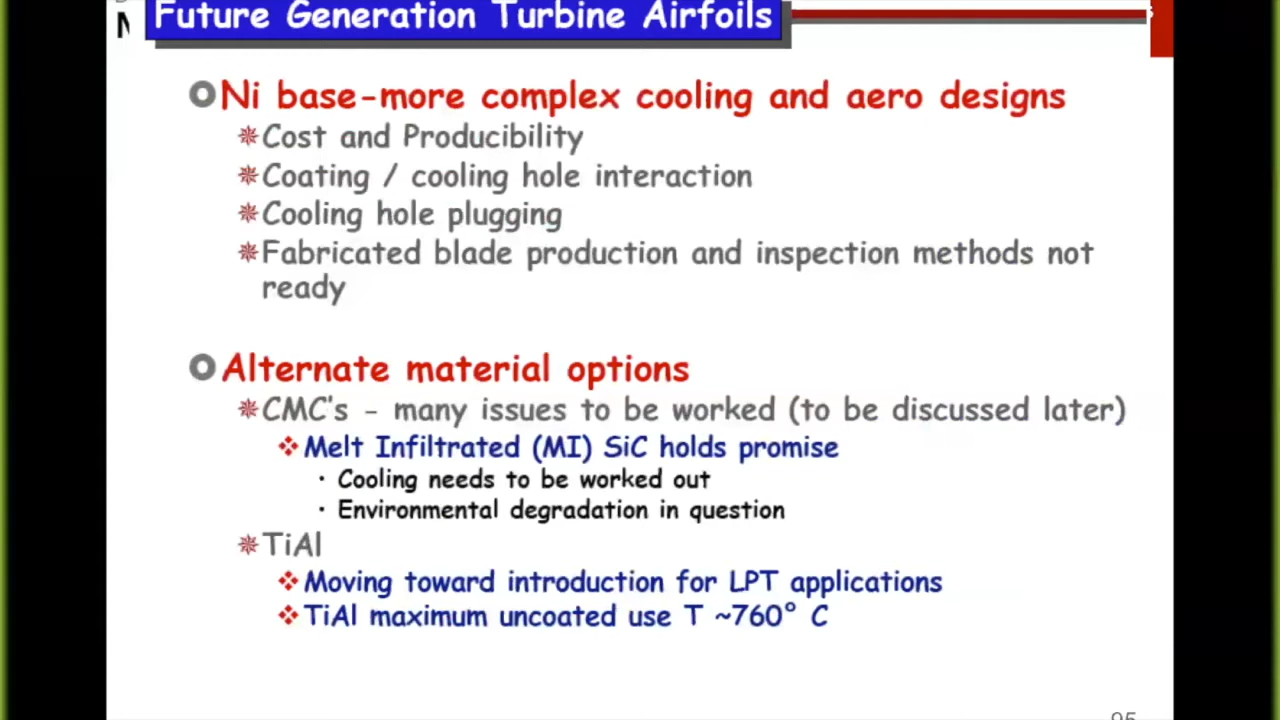 Future Generation Turbine Airfoils
Ni base-more complex cooling and aero designs
Cost and Producibility
Coating / cooling hole interaction
Cooling hole plugging
Fabricated blade production and inspection methods not
ready
Alternate material options
CMC's - many issues to be worked (to be discussed later)
Melt Infiltrated (MI) SiC holds promise
• Cooling needs to be worked out
• Environmental degradation in question
TiAl
Moving toward introduction for LPT applications
TiAl maximum uncoated use T ~760° C
95